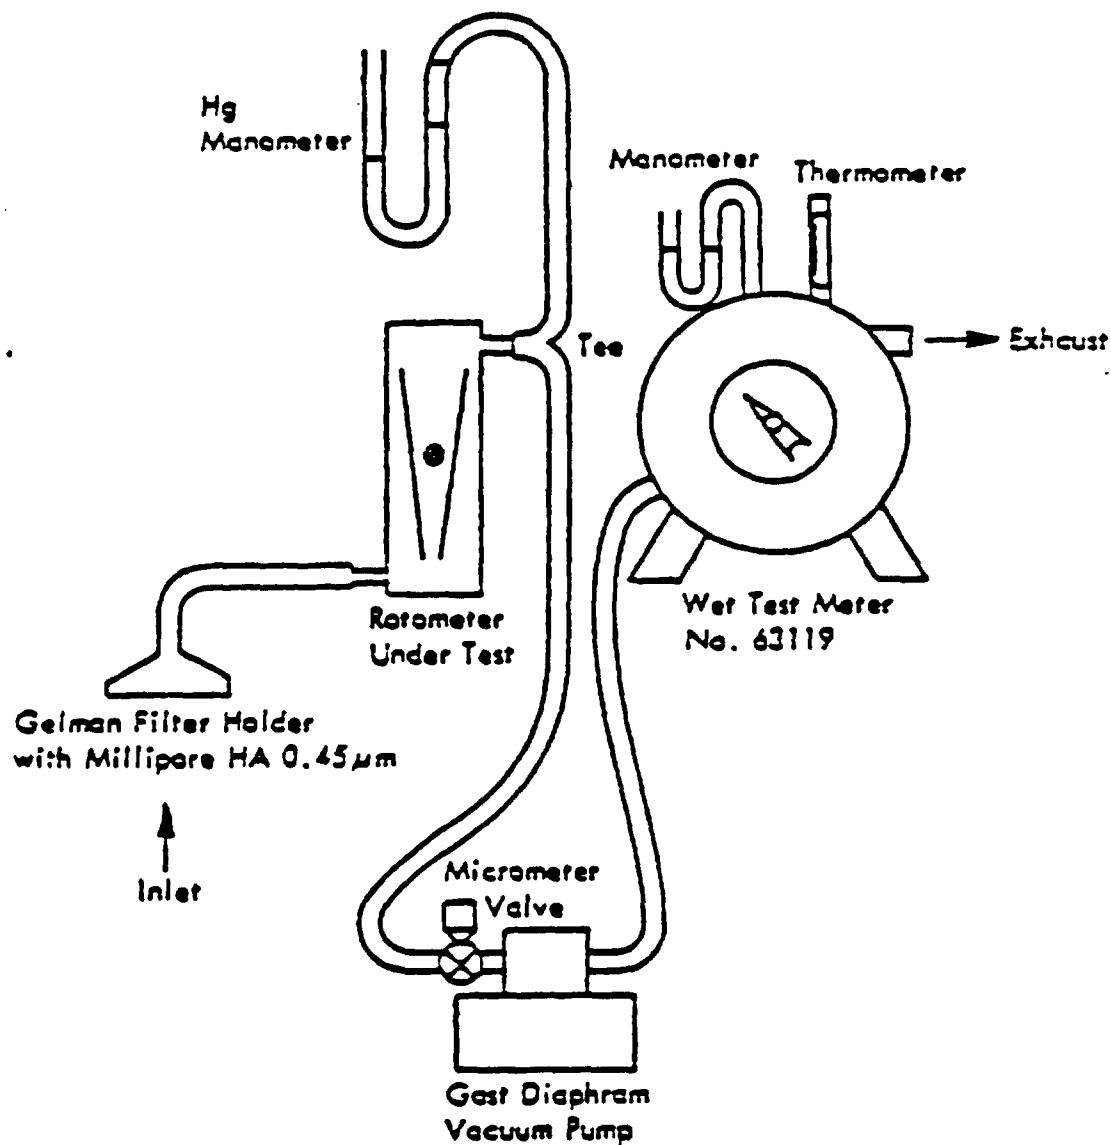 Hg
Manometer
Manometer
Thermometer
Tee
Exhaust
Rotometer
Under Test
Wet Test Meter
No. 63119
Gelman Filter Holder
with Millipore HA 0.45μm
Inlet
Micrometer
Valve
Gast Diaphram
Vacuum Pump